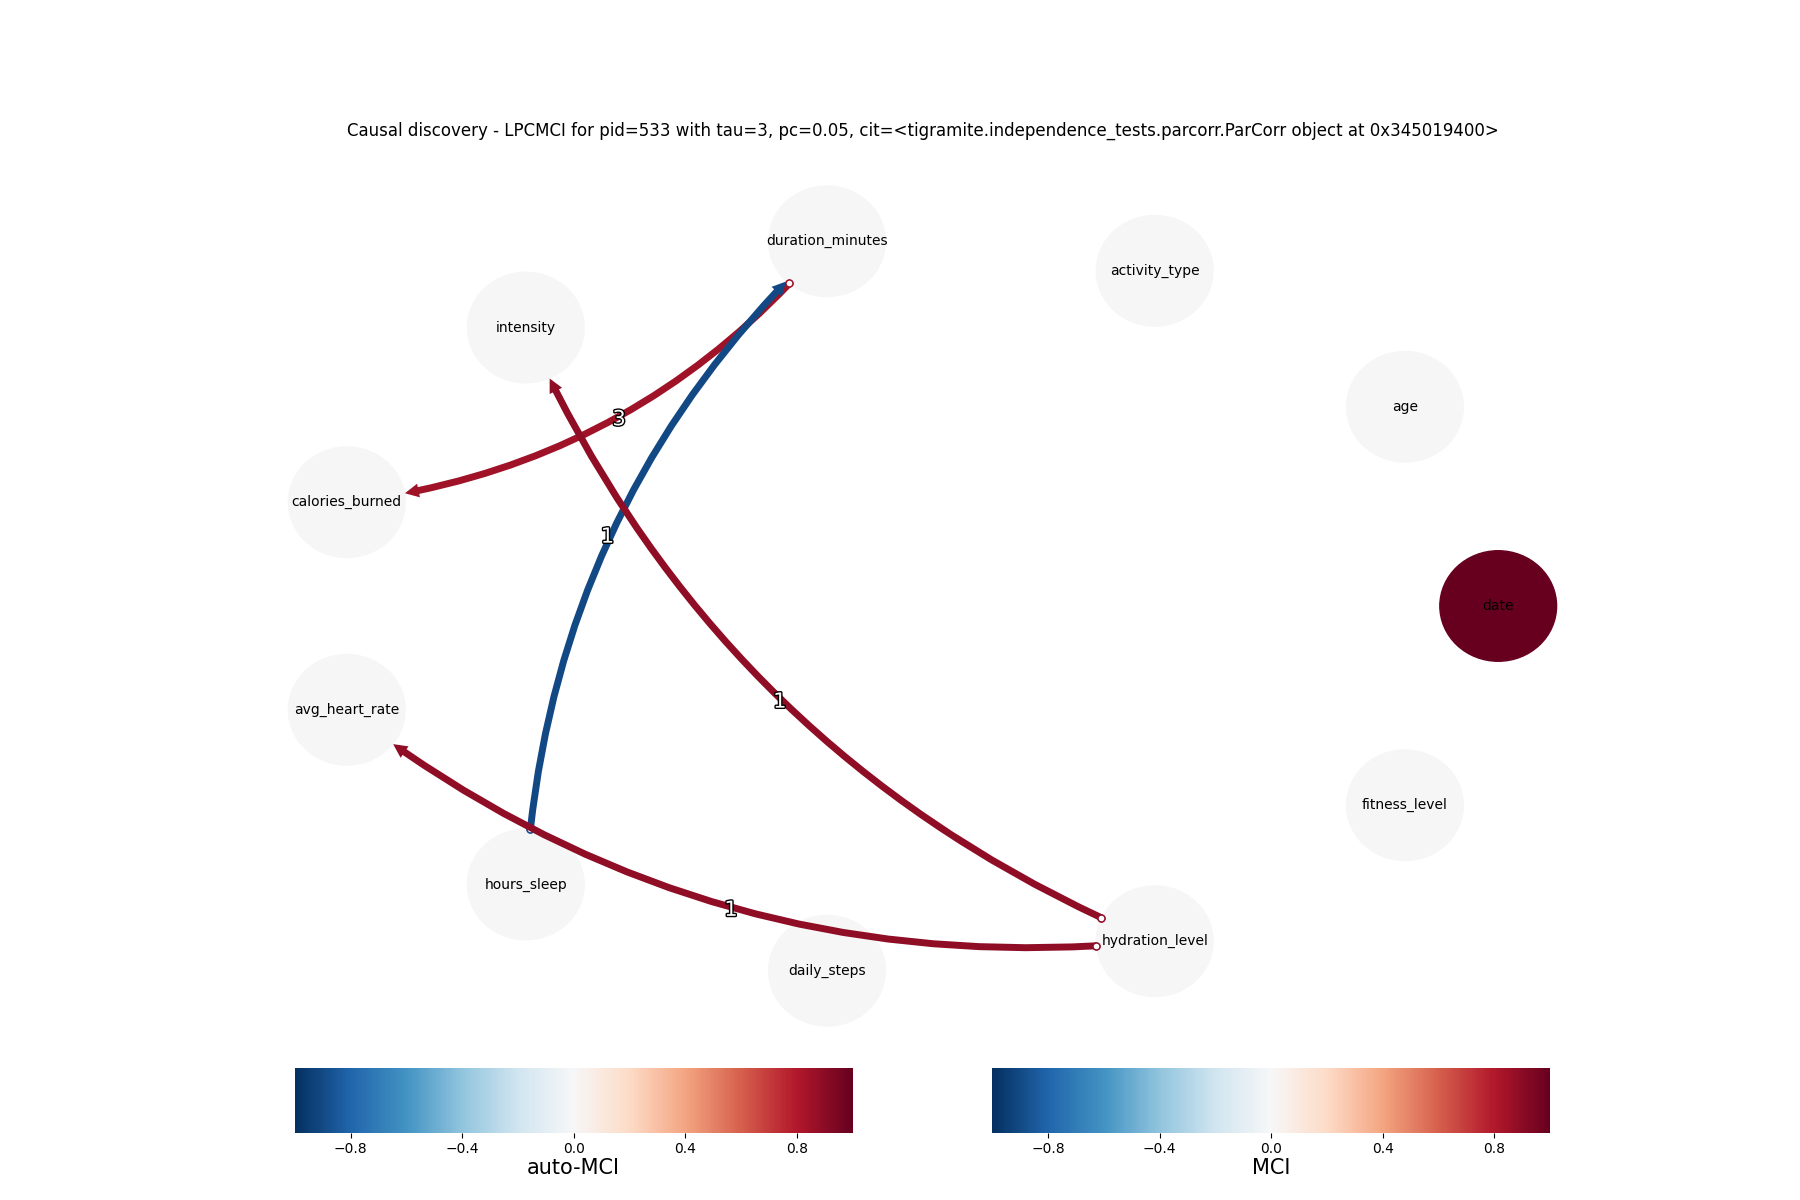 Causal discovery - LPCMCI for pid=533 with tau=3, pc=0.05, cit=<tigramite.independence_tests.parcorr.ParCorr object at 0x345019400>
duration_minutes
activity_type
intensity
age
3
calories_burned
1
date
1
avg_heart_rate
fitness_level
hours_sleep
1
hydration_level
daily_steps
−0.8 −0.4 0.0 0.4 0.8
auto-MCI
−0.8 −0.4 0.0 0.4 0.8
MCI